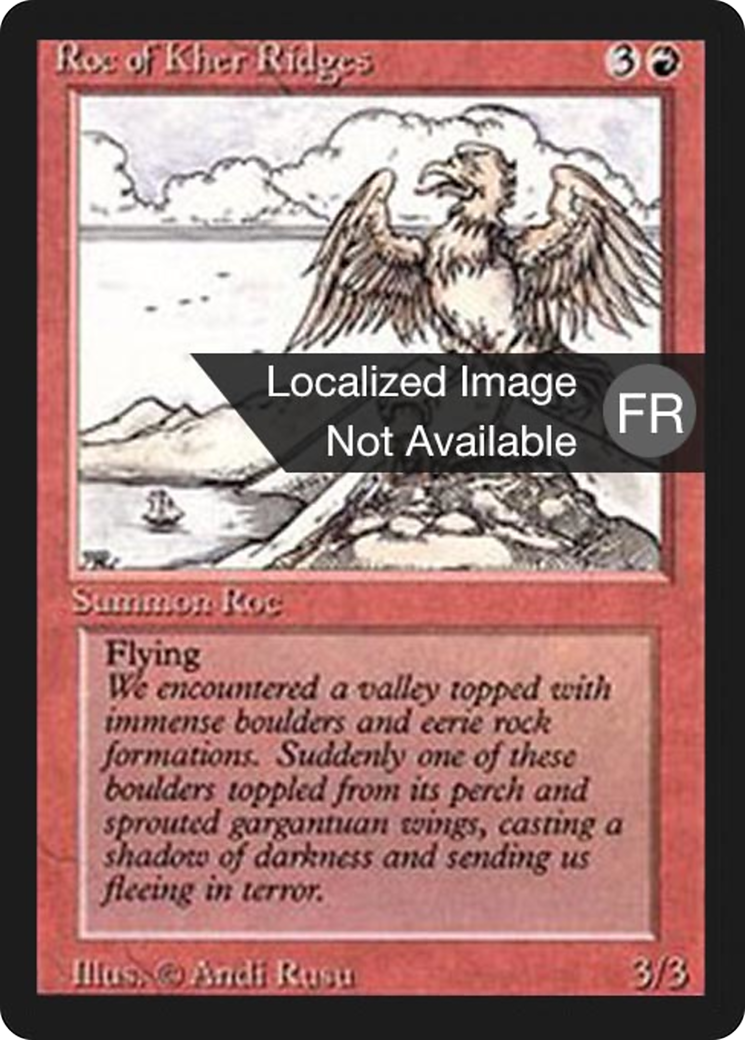 Roc of Kher Ridges
3
Localized Image
Not Available
FR
Summon Roc
Flying
We encountered a valley topped with
immense boulders and eerie rock
formations. Suddenly one of these
boulders toppled from its perch and
sprouted gargantuan wings, casting a
shadow of darkness and sending us
fleeing in terror.
Illus. © Andi Rusu
3/3